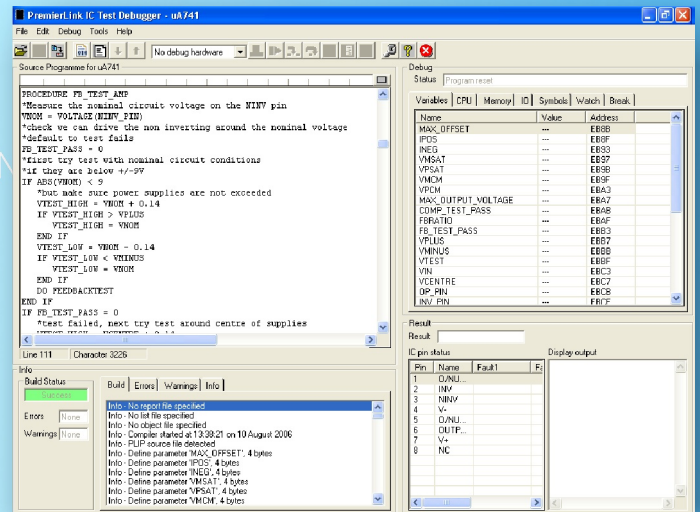 PremierLink IC Test Debugger - uA741
File Edit Debug Tools Help
No debug hardware
Source Programme for uA741
PROCEDURE FB_TEST_AMP
*Measure the nominal circuit voltage on the NINV pin
VNOM = VOLTAGE(NINV_PIN)
*check we can drive the non inverting around the nominal voltage
*default to test fails
FB_TEST_PASS = 0
*first try test with nominal circuit conditions
*if they are below +/-9V
IF ABS(VNOM) < 9
*but make sure power supplies are not exceeded
VTEST_HIGH = VNOM + 0.14
IF VTEST_HIGH > VPLUS
VTEST_HIGH = VNOM
END IF
VTEST_LOW = VNOM - 0.14
IF VTEST_LOW < VMINUS
VTEST_LOW = VNOM
END IF
DO FEEDBACKTEST
END IF
IF FB_TEST_PASS = 0
*test failed, next try test around centre of supplies
Line 111 Character 3226
Info
Build Status
Success
Errors None
Warnings None
Build Errors Warnings Info
Info - No report file specified
Info - No list file specified
Info - No object file specified
Info - Compiler started at 13:38:21 on 10 August 2006
Info - PLIP source file detected
Info - Define parameter 'MAX_OFFSET', 4 bytes
Info - Define parameter 'IPOS', 4 bytes
Info - Define parameter 'INEG', 4 bytes
Info - Define parameter 'VMSAT', 4 bytes
Info - Define parameter 'VPSAT', 4 bytes
Info - Define parameter 'VMCM', 4 bytes
Debug
Status Program reset
Variables CPU Memory IO Symbols Watch Break
Name Value Address
MAX_OFFSET --- EB8B
IPOS --- EB8F
INEG --- EB93
VMSAT --- EB97
VPSAT --- EB9B
VMCM --- EB9F
VPCM --- EBA3
MAX_OUTPUT_VOLTAGE --- EBA7
COMP_TEST_PASS --- EBAB
FBRATIO --- EBAF
FB_TEST_PASS --- EBB3
VPLUS --- EBB7
VMINUS --- EBBB
VTEST --- EBBF
VIN --- EBC3
VCENTRE --- EBC7
OP_PIN --- EBCB
INV_PIN --- EBCF
Result
Result
IC pin status
Display output
Pin Name Fault1 Fa
1 O/NU...
2 INV
3 NINV
4 V-
5 O/NU...
6 OUTP...
7 V+
8 NC